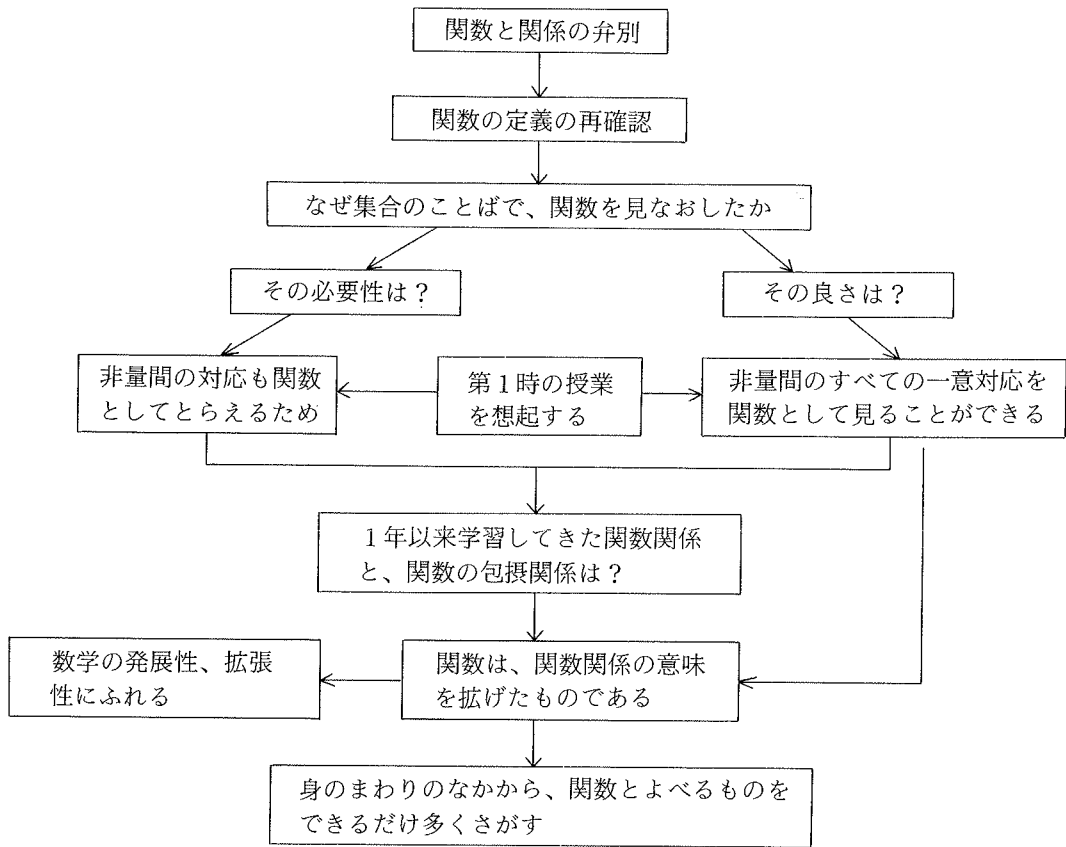 関数と関係の弁別
関数の定義の再確認
なぜ集合のことばで、関数を見なおしたか
その必要性は？
その良さは？
非量間の対応も関数
としてとらえるため
第１時の授業
を想起する
非量間のすべての一意対応を
関数として見ることができる
１年以来学習してきた関数関係
と、関数の包摂関係は？
数学の発展性、拡張
性にふれる
関数は、関数関係の意味
を拡げたものである
身のまわりのなかから、関数とよべるものを
できるだけ多くさがす